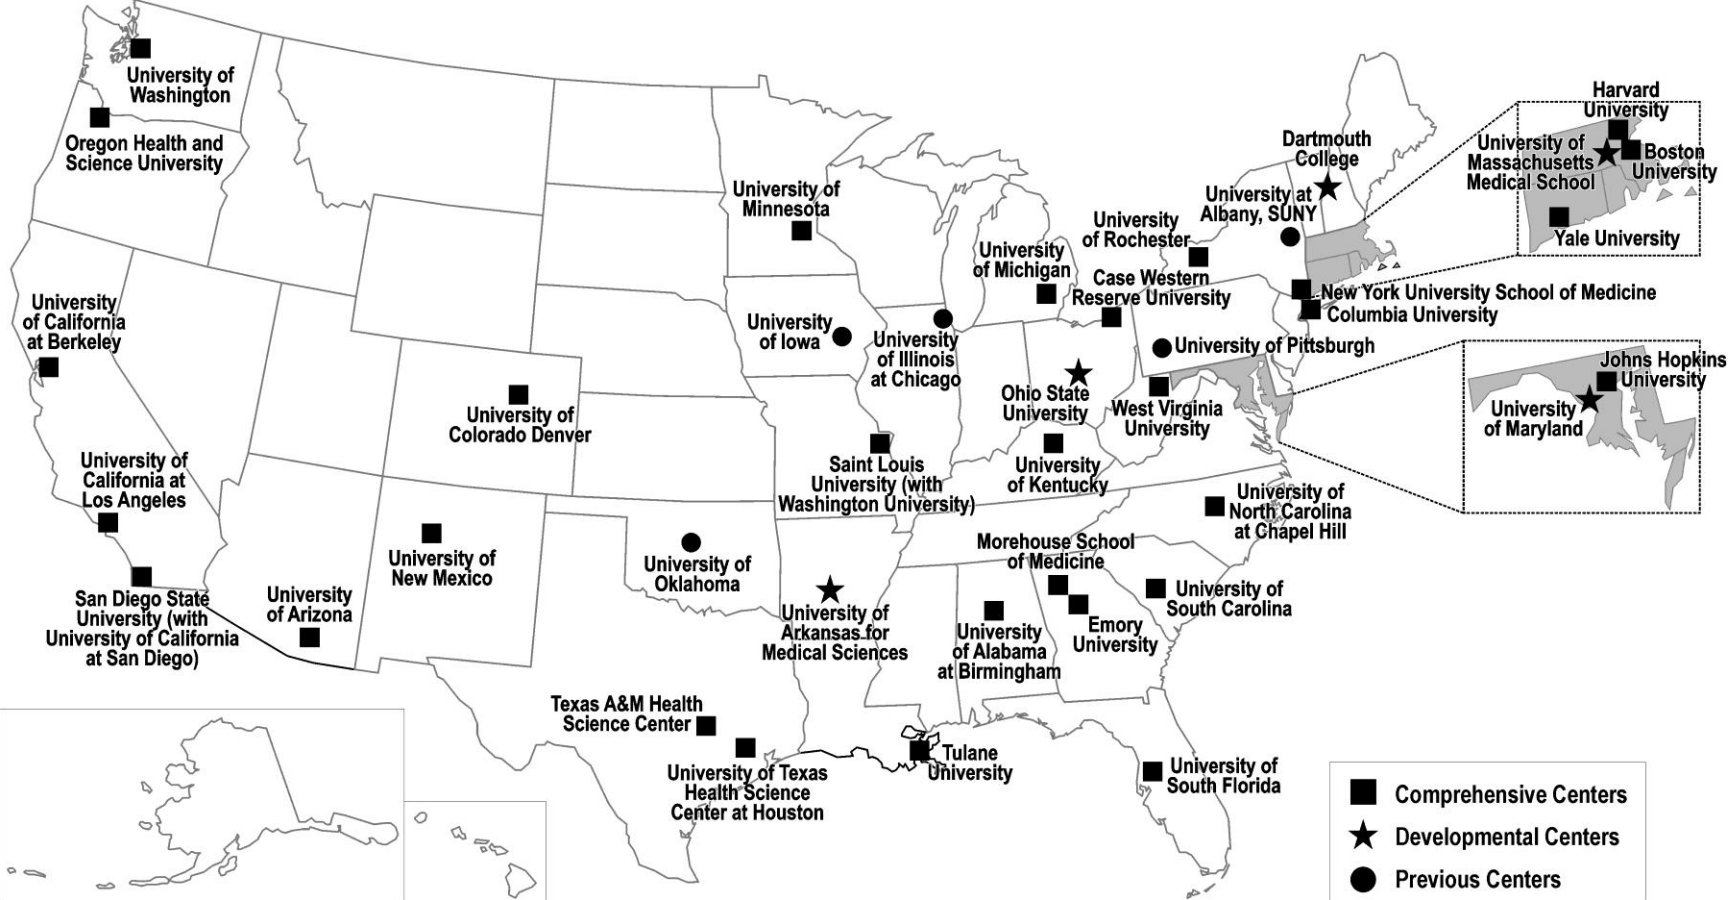 University of
Washington
Oregon Health and
Science University
University
of California
at Berkeley
University of
California at
Los Angeles
San Diego State
University (with
University of California
at San Diego)
University
of Arizona
University of
New Mexico
University of
Colorado Denver
University of
Oklahoma
Texas A&M Health
Science Center
University of Texas
Health Science
Center at Houston
University of
Minnesota
University
of Iowa
University
of Illinois
at Chicago
Saint Louis
University (with
Washington University)
University of
Arkansas for
Medical Sciences
Tulane
University
University
of Michigan
Case Western
Reserve University
Ohio State
University
University
of Kentucky
West Virginia
University
University of Pittsburgh
University
of Rochester
University at
Albany, SUNY
Dartmouth
College
New York University School of Medicine
Columbia University
Harvard
University
University of
Massachusetts
Medical School
Boston
University
Yale University
Johns Hopkins
University
University
of Maryland
University of
North Carolina
at Chapel Hill
Morehouse School
of Medicine
Emory
University
University of
South Carolina
University
of Alabama
at Birmingham
University of
South Florida
Comprehensive Centers
Developmental Centers
Previous Centers